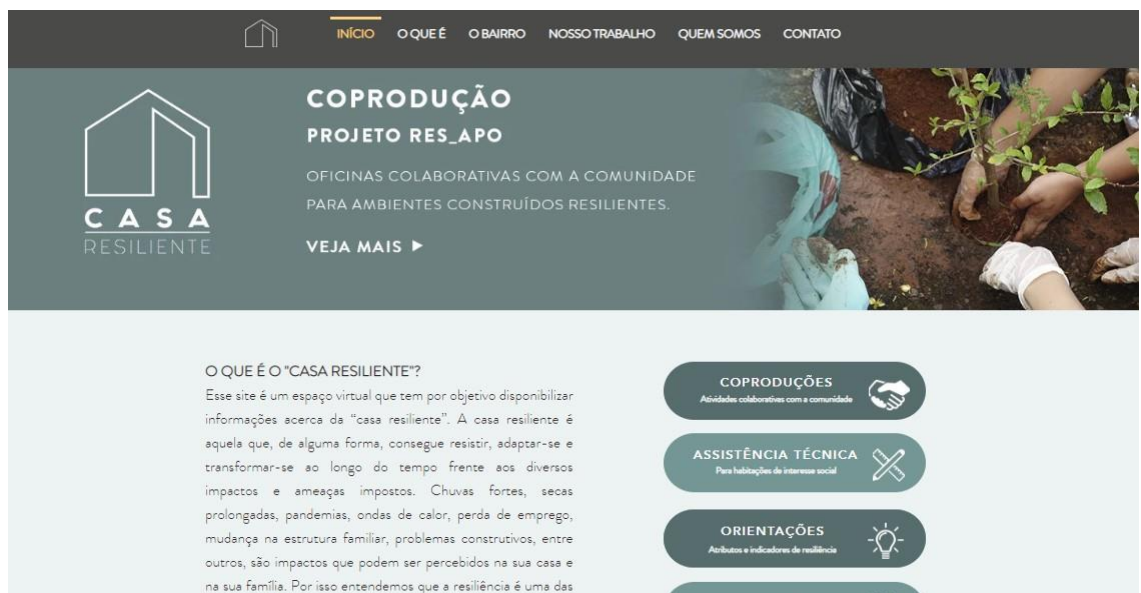 INÍCIO O QUE É O BAIRRO NOSSO TRABALHO QUEM SOMOS CONTATO
CASA
RESILIENTE
COPRODUÇÃO
PROJETO RES_APO
OFICINAS COLABORATIVAS COM A COMUNIDADE
PARA AMBIENTES CONSTRUÍDOS RESILIENTES.
VEJA MAIS
O QUE É O "CASA RESILIENTE"?
Esse site é um espaço virtual que tem por objetivo disponibilizar
informações acerca da “casa resiliente”. A casa resiliente é
aquela que, de alguma forma, consegue resistir, adaptar-se e
transformar-se ao longo do tempo frente aos diversos
impactos e ameaças impostos. Chuvas fortes, secas
prolongadas, pandemias, ondas de calor, perda de emprego,
mudança na estrutura familiar, problemas construtivos, entre
outros, são impactos que podem ser percebidos na sua casa e
na sua família. Por isso entendemos que a resiliência é uma das
COPRODUÇÕES
Atividades colaborativas com a comunidade
ASSISTÊNCIA TÉCNICA
Para habitações de interesse social
ORIENTAÇÕES
Atributos e indicadores de resiliência